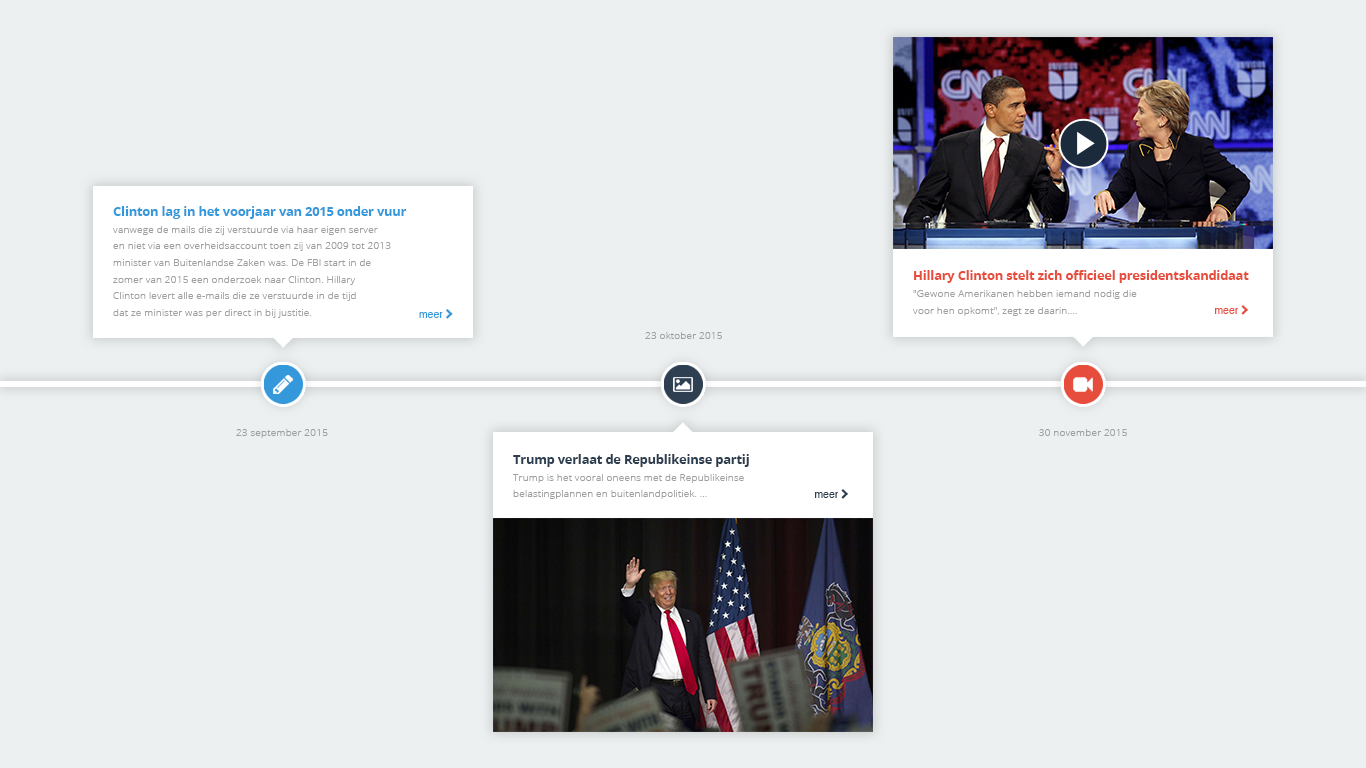 CNN
CNN
CNN
Clinton lag in het voorjaar van 2015 onder vuur
vanwege de mails die zij verstuurde via haar eigen server
en niet via een overheidsaccount toen zij van 2009 tot 2013
minister van Buitenlandse Zaken was. De FBI start in de
zomer van 2015 een onderzoek naar Clinton. Hillary
Clinton levert alle e-mails die ze verstuurde in de tijd
dat ze minister was per direct in bij justitie.
meer
23 september 2015
23 oktober 2015
Trump verlaat de Republikeinse partij
Trump is het vooral oneens met de Republikeinse
belastingplannen en buitenlandpolitiek. ...
meer
TRUMP
Hillary Clinton stelt zich officieel presidentskandidaat
"Gewone Amerikanen hebben iemand nodig die
voor hen opkomt", zegt ze daarin....
meer
30 november 2015